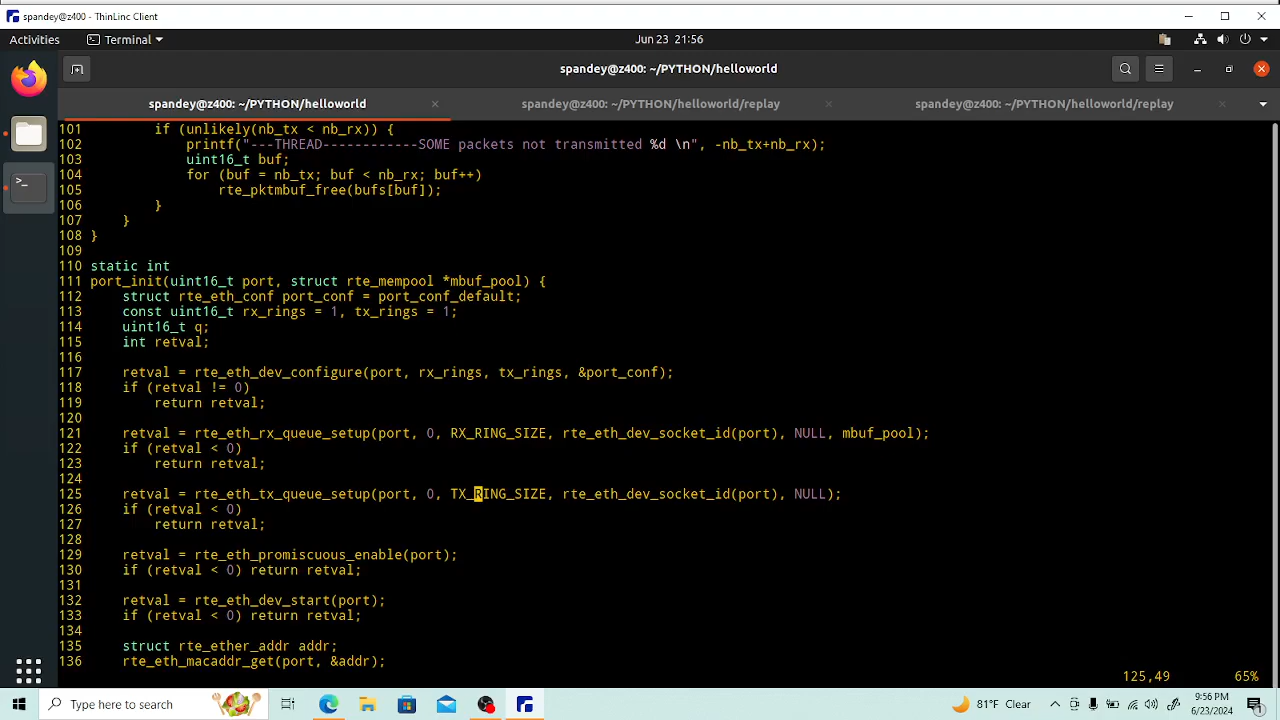 spandey@z400 - ThinLinc Client
Activities
Terminal
Jun 23 21:56
spandey@z400: ~/PYTHON/helloworld
spandey@z400: ~/PYTHON/helloworld
spandey@z400: ~/PYTHON/helloworld/replay
spandey@z400: ~/PYTHON/helloworld/replay
101         if (unlikely(nb_tx < nb_rx)) {
102             printf("---THREAD------------SOME packets not transmitted %d \n", -nb_tx+nb_rx);
103             uint16_t buf;
104             for (buf = nb_tx; buf < nb_rx; buf++)
105                 rte_pktmbuf_free(bufs[buf]);
106         }
107     }
108 }
109
110 static int
111 port_init(uint16_t port, struct rte_mempool *mbuf_pool) {
112     struct rte_eth_conf port_conf = port_conf_default;
113     const uint16_t rx_rings = 1, tx_rings = 1;
114     uint16_t q;
115     int retval;
116
117     retval = rte_eth_dev_configure(port, rx_rings, tx_rings, &port_conf);
118     if (retval != 0)
119         return retval;
120
121     retval = rte_eth_rx_queue_setup(port, 0, RX_RING_SIZE, rte_eth_dev_socket_id(port), NULL, mbuf_pool);
122     if (retval < 0)
123         return retval;
124
125     retval = rte_eth_tx_queue_setup(port, 0, TX_RING_SIZE, rte_eth_dev_socket_id(port), NULL);
126     if (retval < 0)
127         return retval;
128
129     retval = rte_eth_promiscuous_enable(port);
130     if (retval < 0) return retval;
131
132     retval = rte_eth_dev_start(port);
133     if (retval < 0) return retval;
134
135     struct rte_ether_addr addr;
136     rte_eth_macaddr_get(port, &addr);
125,49 65%
Type here to search
81°F Clear
9:56 PM
6/23/2024
1